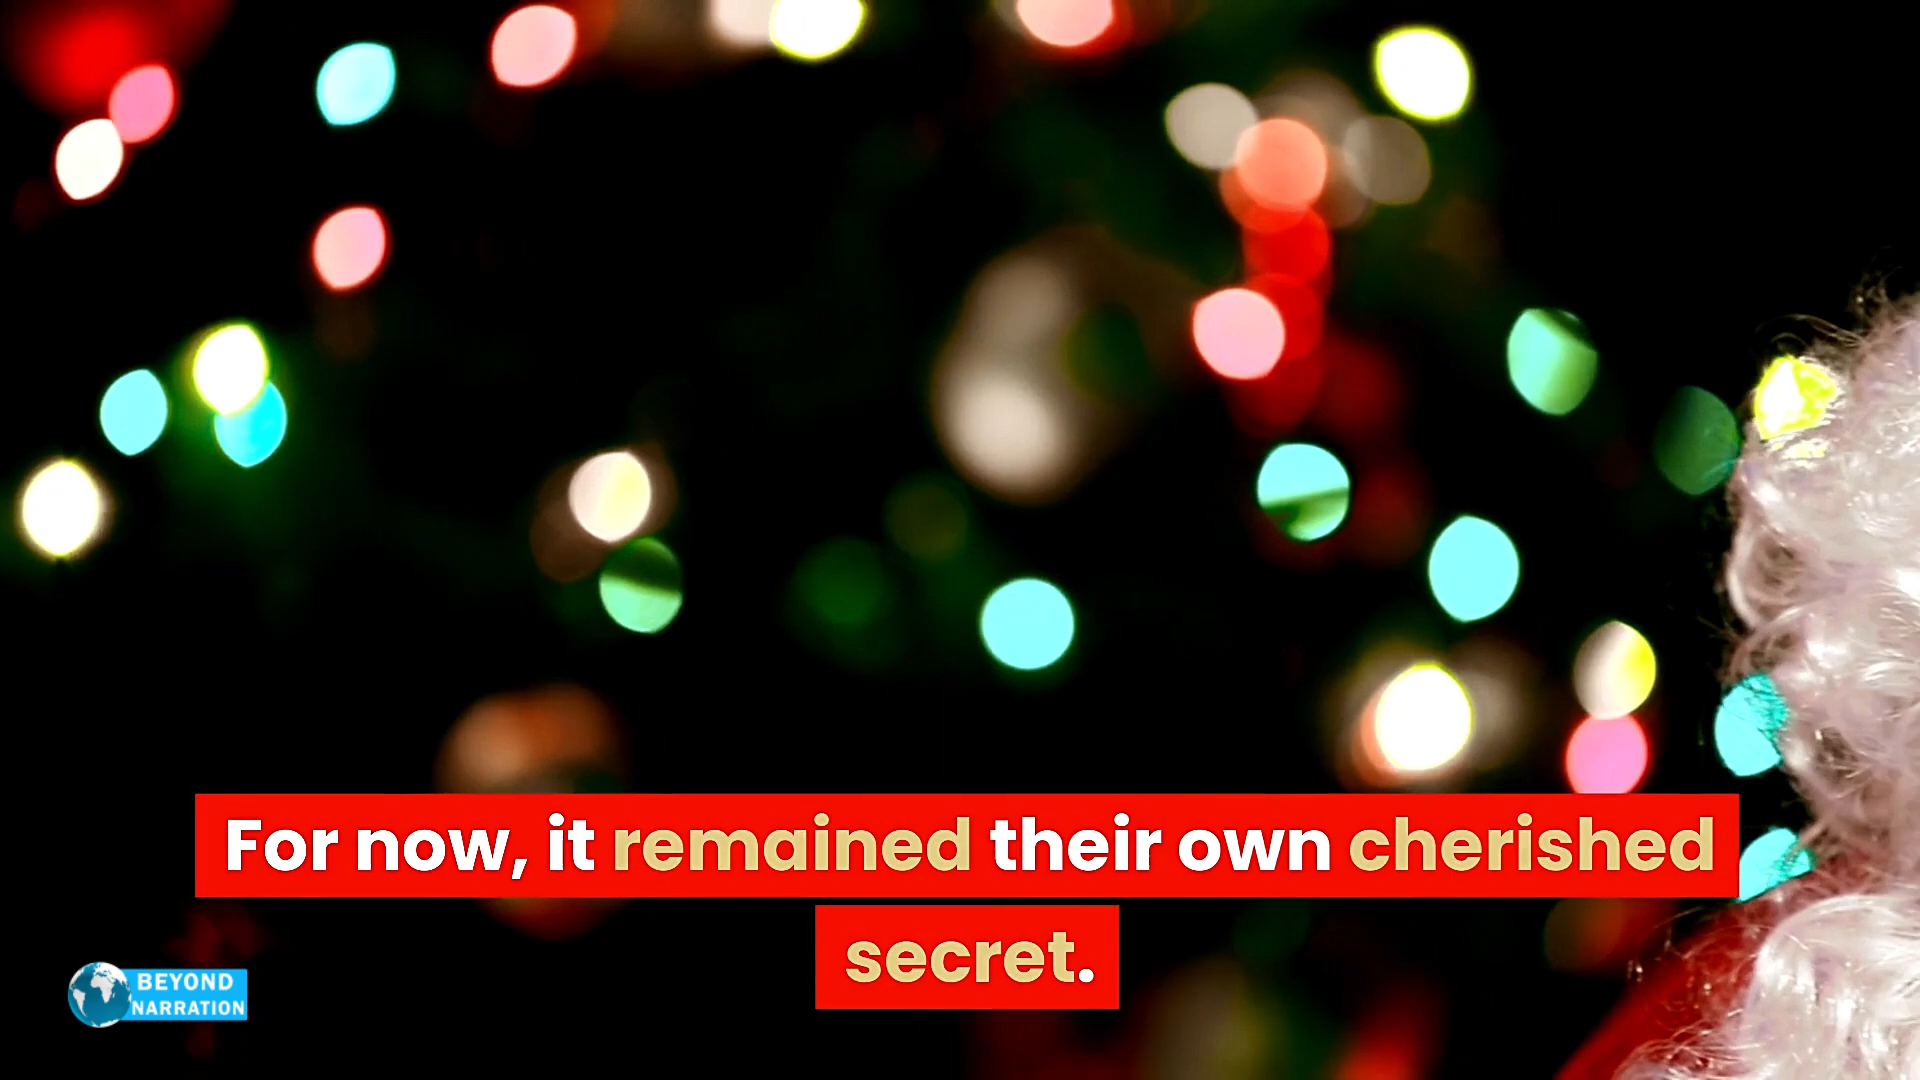 For now, it remained their own cherished
secret.
BEYOND
NARRATION